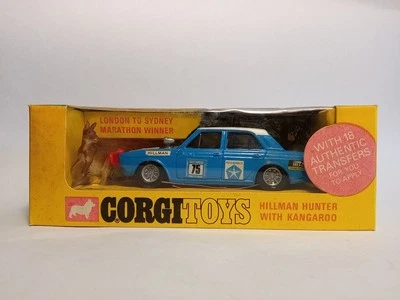 LONDON TO SYDNEY
MARATHON WINNER
HILLMAN
75
WITH 18
AUTHENTIC
TRANSFERS
FOR YOU
TO APPLY
CORGI TOYS
HILLMAN HUNTER
WITH KANGAROO